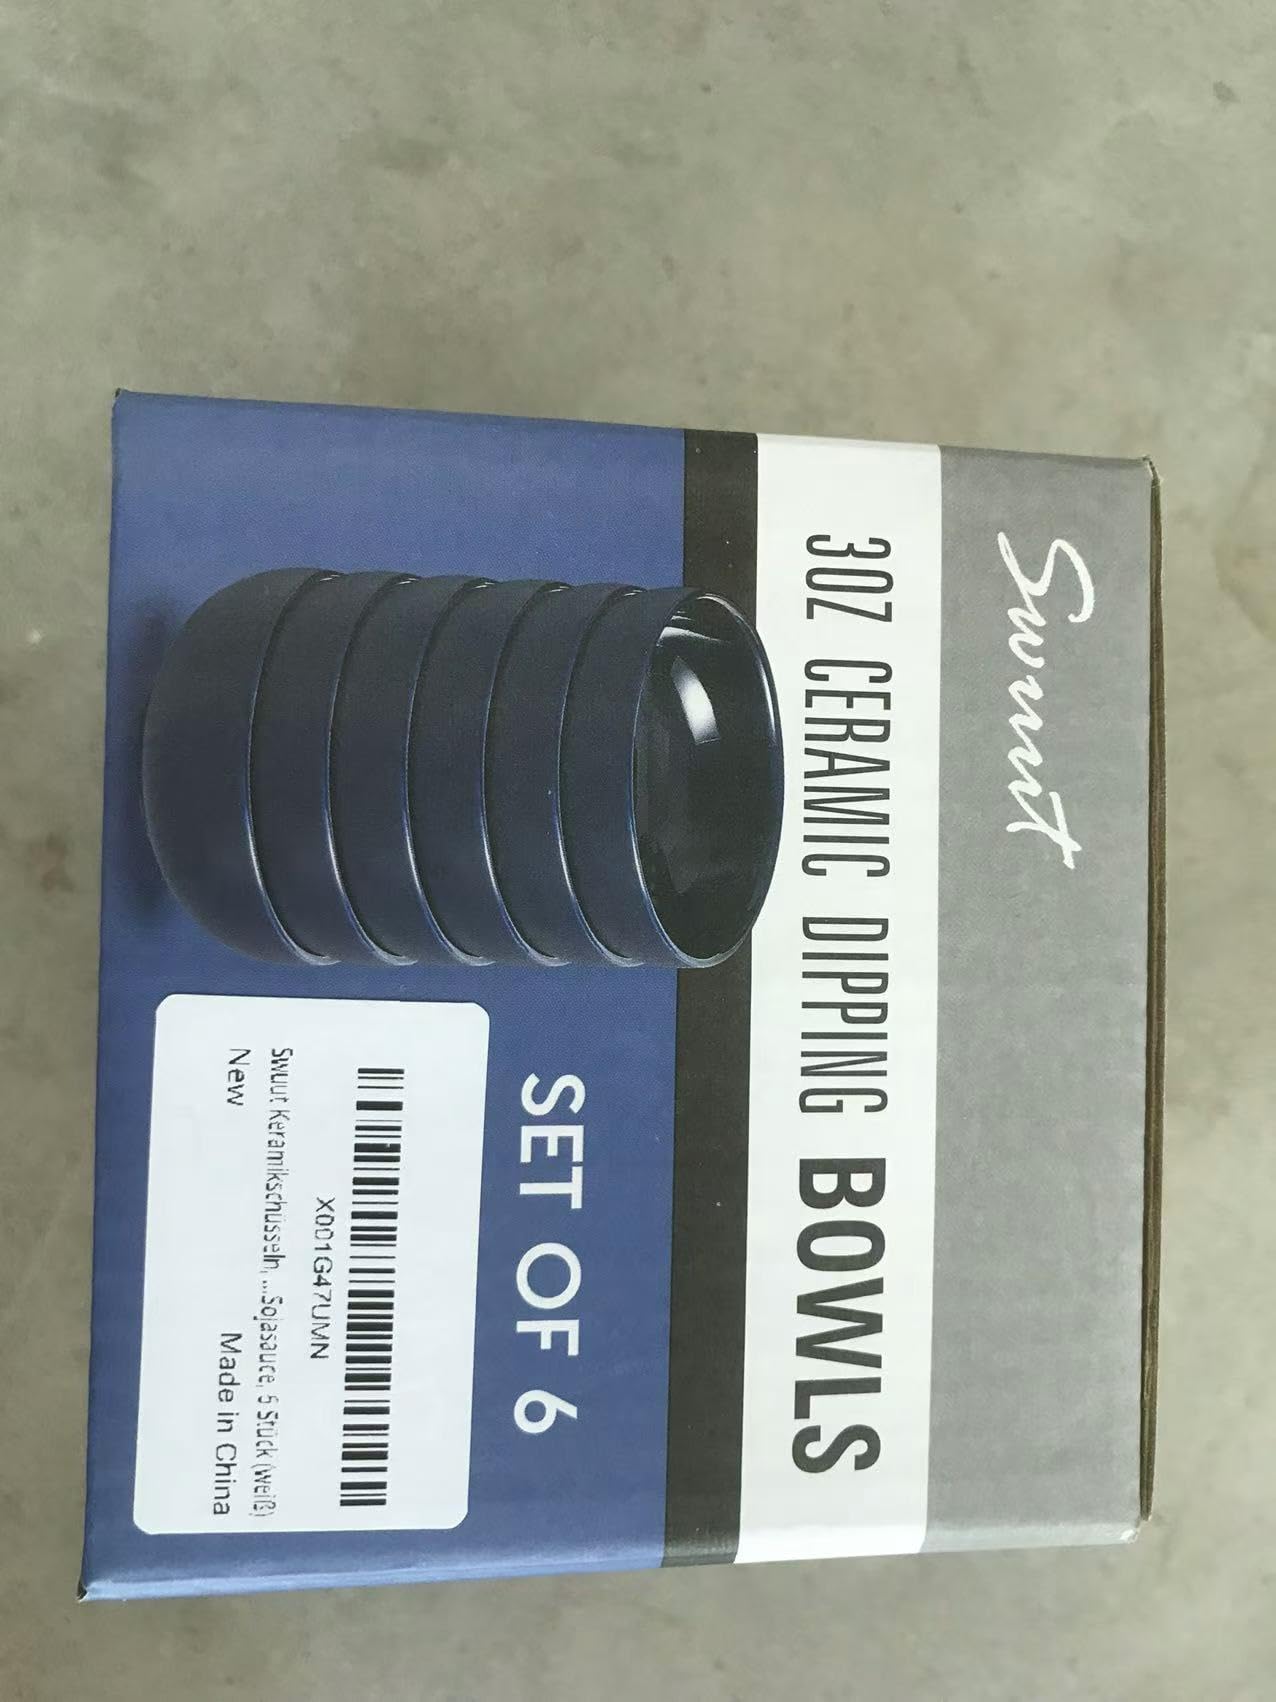 Swuut
3OZ CERAMIC DIPPING BOWLS
SET OF 6
X001G47UMN
Swuut Keramikschüsseln, ...Sojasauce, 6 Stück (weiß)
New
Made in China